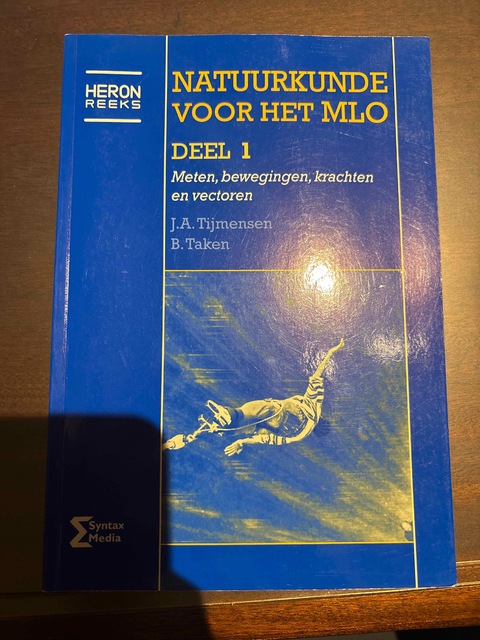 HERON
REEKS
NATUURKUNDE
VOOR HET MLO
DEEL 1
Meten, bewegingen, krachten
en vectoren
J.A. Tijmensen
B. Taken
Syntax
Media